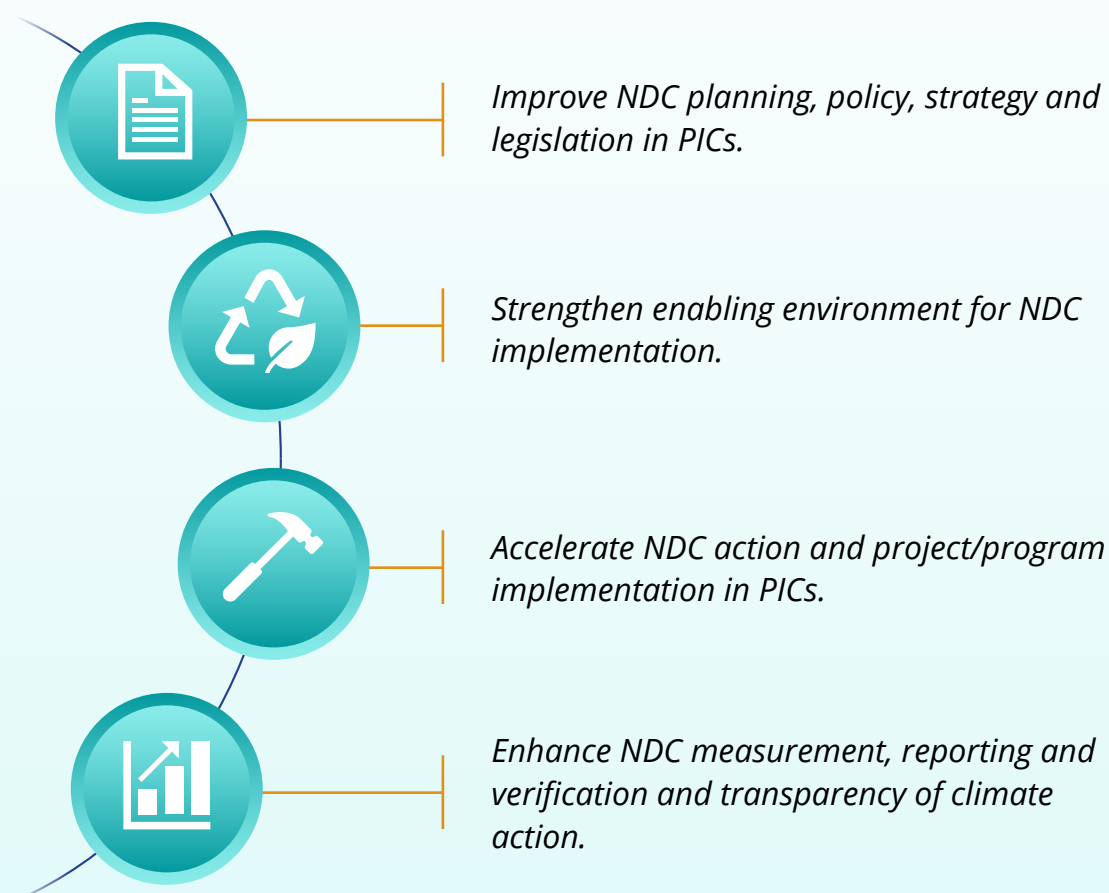 Improve NDC planning, policy, strategy and
legislation in PICs.
Strengthen enabling environment for NDC
implementation.
Accelerate NDC action and project/program
implementation in PICs.
Enhance NDC measurement, reporting and
verification and transparency of climate
action.